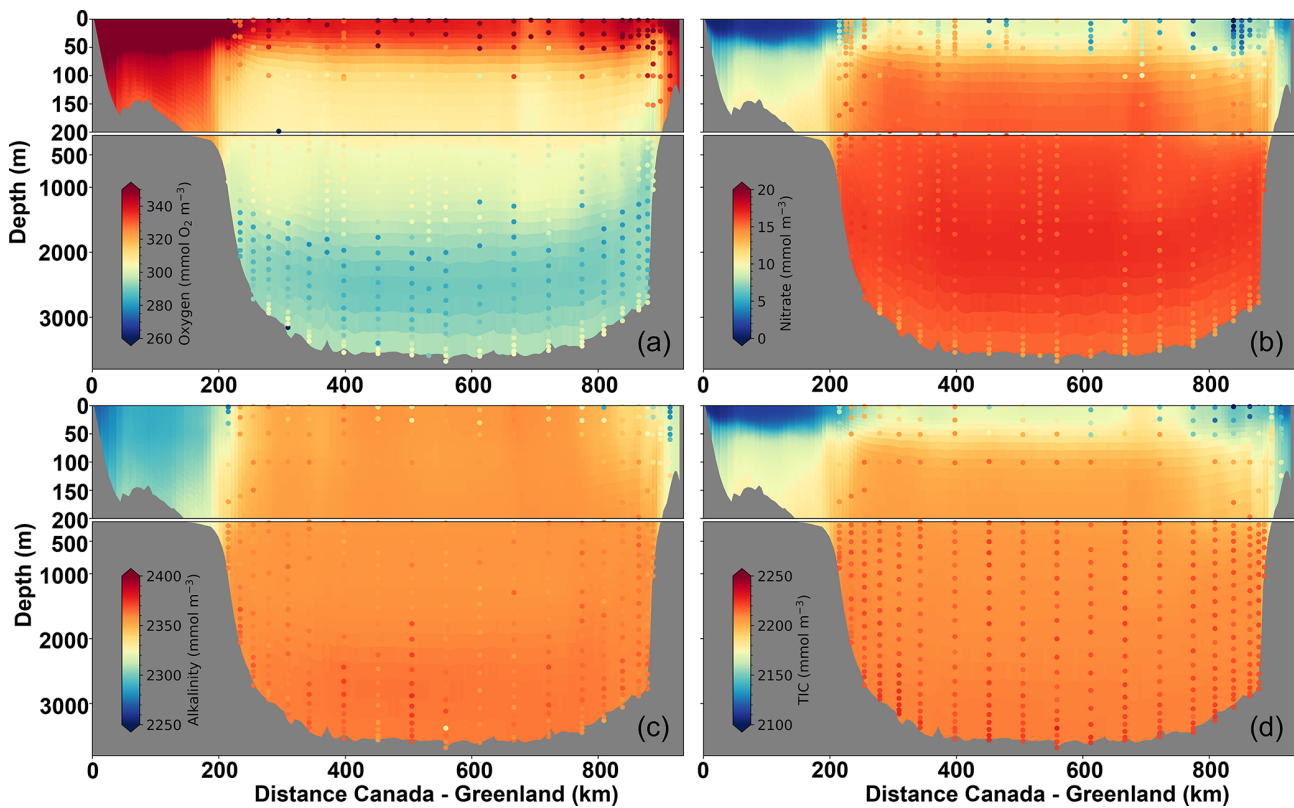 0
50
100
150
200
500
1000
2000
3000
Depth (m)
340
320
300
280
260
Oxygen (mmol O₂ m⁻³)
(a)
0 200 400 600 800
20
15
10
5
0
Nitrate (mmol m⁻³)
(b)
0 200 400 600 800
0
50
100
150
200
500
1000
2000
3000
Depth (m)
2400
2350
2300
2250
Alkalinity (mmol m³)
(c)
0 200 400 600 800
Distance Canada - Greenland (km)
2250
2200
2150
2100
TIC (mmol m⁻³)
(d)
0 200 400 600 800
Distance Canada - Greenland (km)